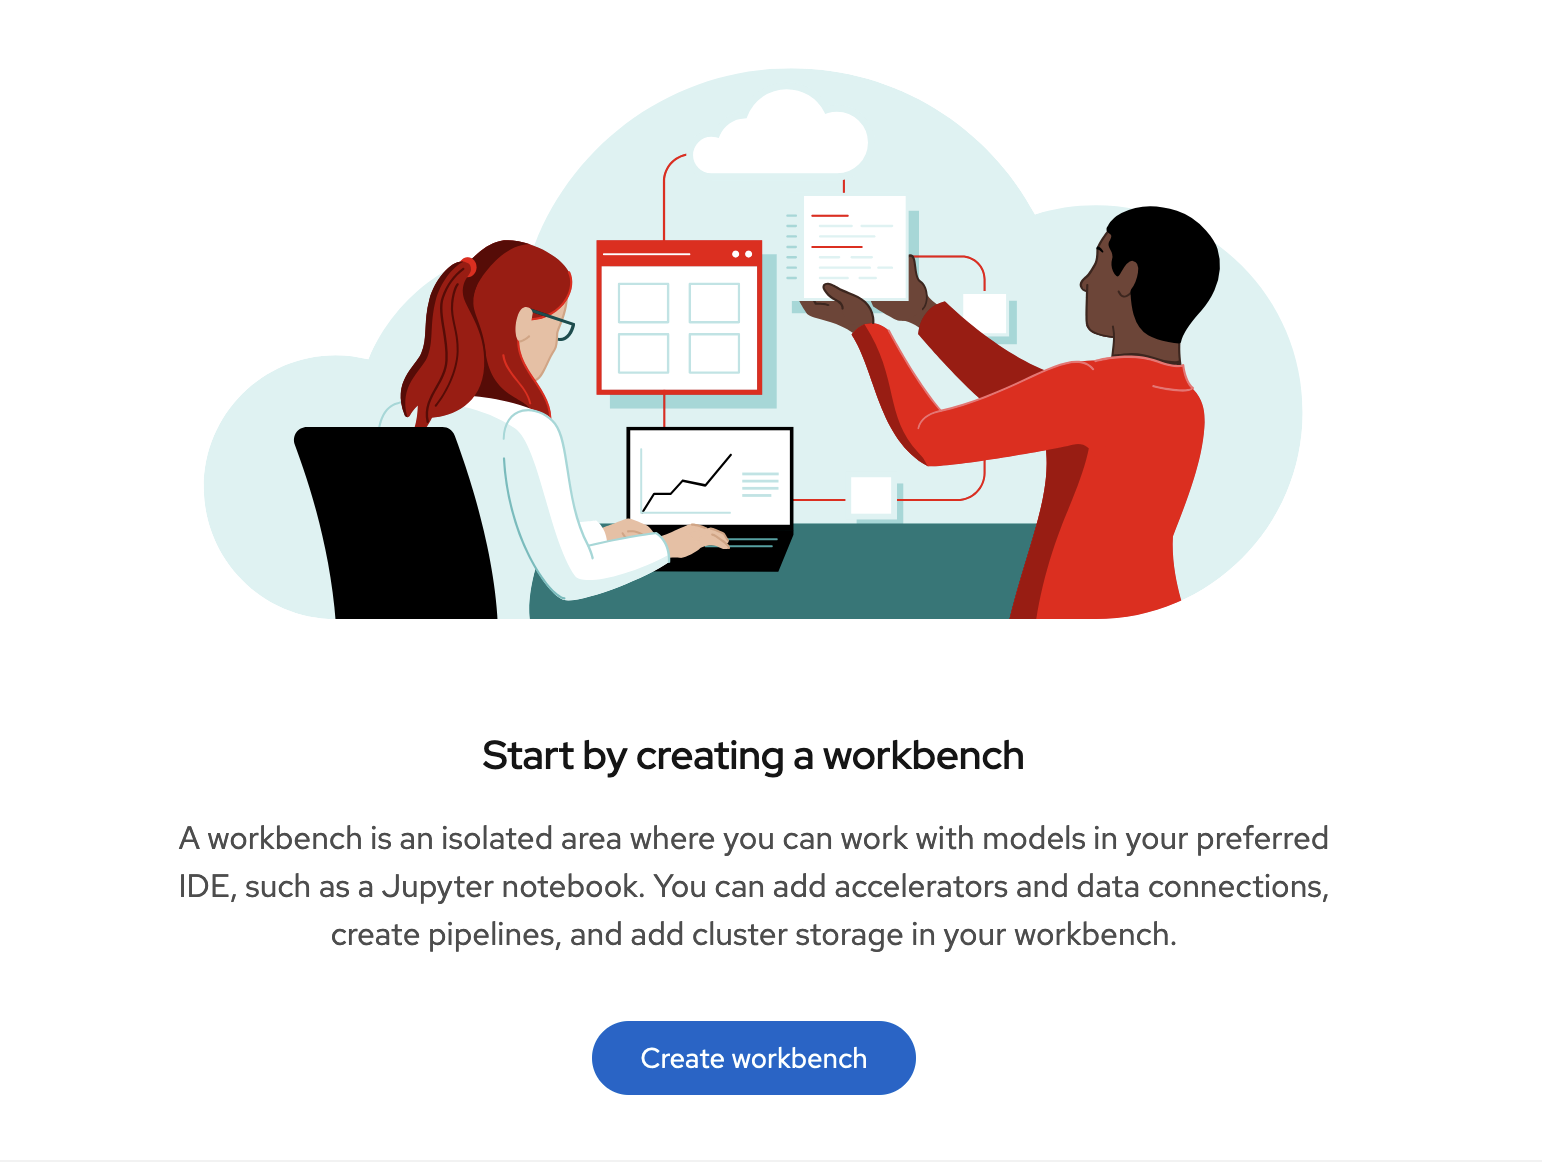 Start by creating a workbench
A workbench is an isolated area where you can work with models in your preferred
IDE, such as a Jupyter notebook. You can add accelerators and data connections,
create pipelines, and add cluster storage in your workbench.
Create workbench